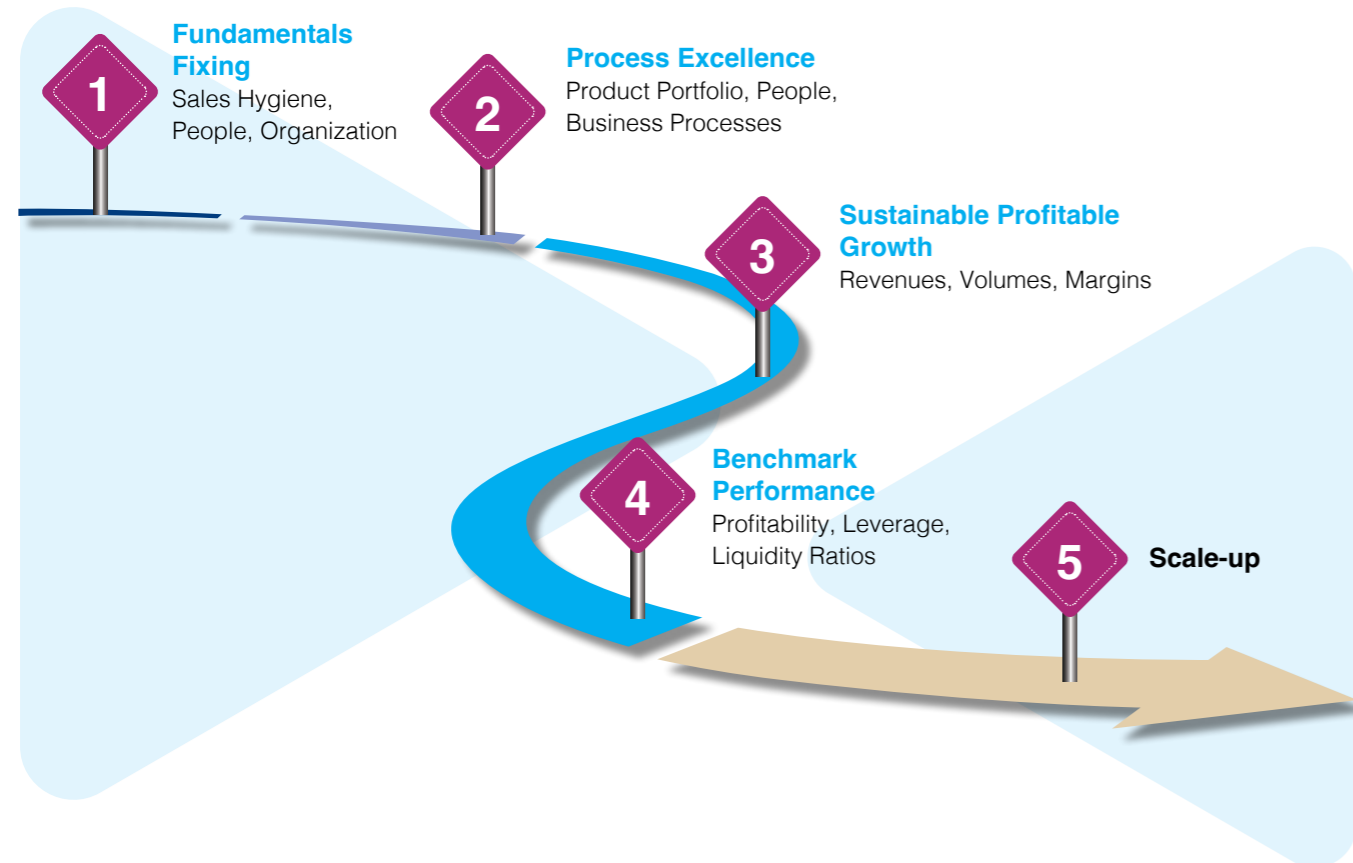 1
Fundamentals
Fixing
Sales Hygiene,
People, Organization
2
Process Excellence
Product Portfolio, People,
Business Processes
3
Sustainable Profitable
Growth
Revenues, Volumes, Margins
4
Benchmark
Performance
Profitability, Leverage,
Liquidity Ratios
5
Scale-up